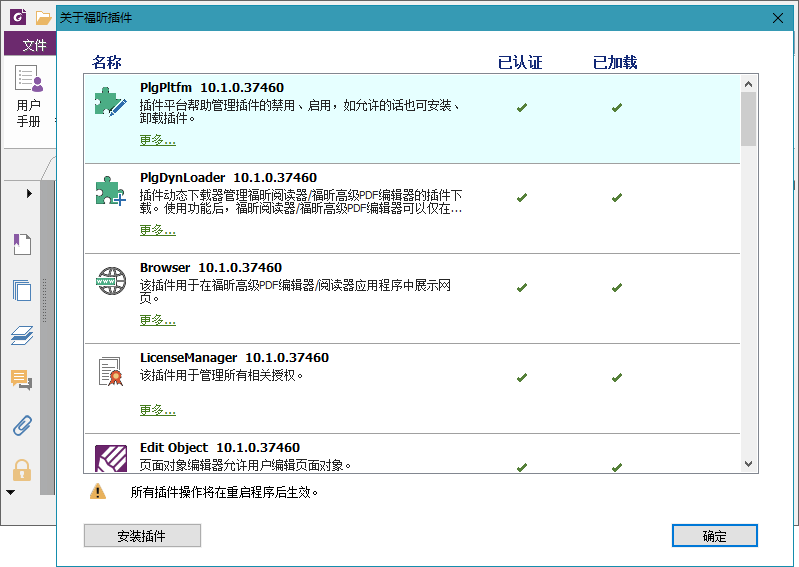 关于福昕插件
文件
用户
手册
名称 已认证 已加载
PlgPltfm 10.1.0.37460
插件平台帮助管理插件的禁用、启用，如允许的话也可安装、
卸载插件。
更多...
PlgDynLoader 10.1.0.37460
插件动态下载器管理福昕阅读器/福昕高级PDF编辑器的插件下
载。使用功能后，福昕阅读器/福昕高级PDF编辑器可以仅在...
更多...
Browser 10.1.0.37460
该插件用于在福昕高级PDF编辑器/阅读器应用程序中展示网
页。
更多...
LicenseManager 10.1.0.37460
该插件用于管理所有相关授权。
更多...
Edit Object 10.1.0.37460
页面对象编辑器允许用户编辑页面对象。
所有插件操作将在重启程序后生效。
安装插件
确定